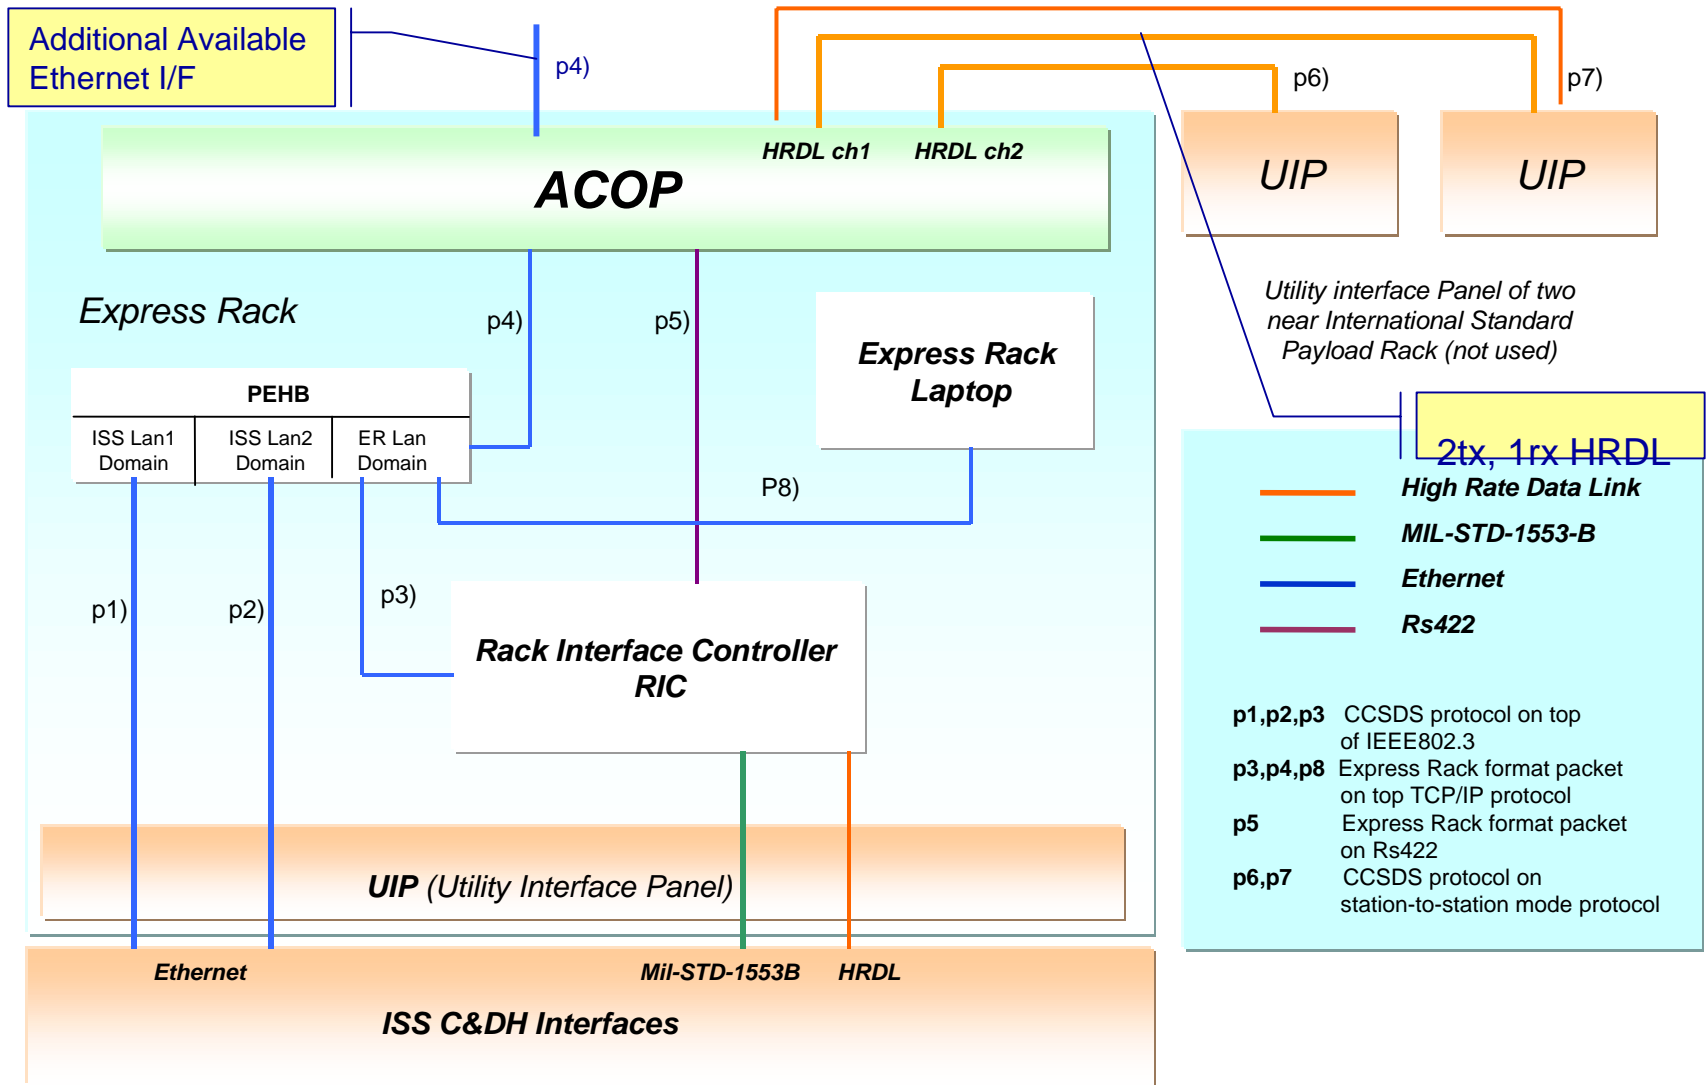 Additional Available
Ethernet I/F
p4)
p6)
p7)
HRDL ch1
HRDL ch2
ACOP
UIP
UIP
Express Rack
p4)
p5)
Utility interface Panel of two
near International Standard
Payload Rack (not used)
Express Rack
Laptop
PEHB
ISS Lan1
Domain
ISS Lan2
Domain
ER Lan
Domain
P8)
p1)
p2)
p3)
Rack Interface Controller
RIC
2tx, 1rx HRDL
High Rate Data Link
MIL-STD-1553-B
Ethernet
Rs422
p1,p2,p3 CCSDS protocol on top
of IEEE802.3
p3,p4,p8 Express Rack format packet
on top TCP/IP protocol
p5 Express Rack format packet
on Rs422
p6,p7 CCSDS protocol on
station-to-station mode protocol
UIP (Utility Interface Panel)
Ethernet
Mil-STD-1553B
HRDL
ISS C&DH Interfaces